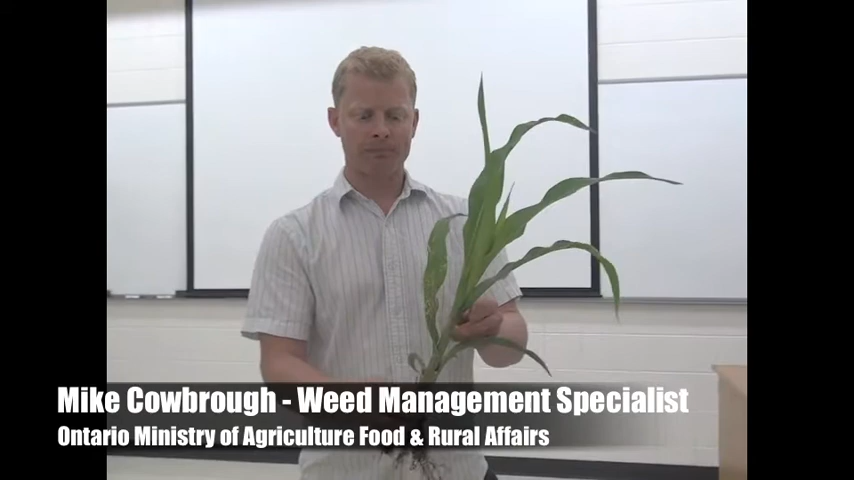 Mike Cowbrough - Weed Management Specialist
Ontario Ministry of Agriculture Food & Rural Affairs